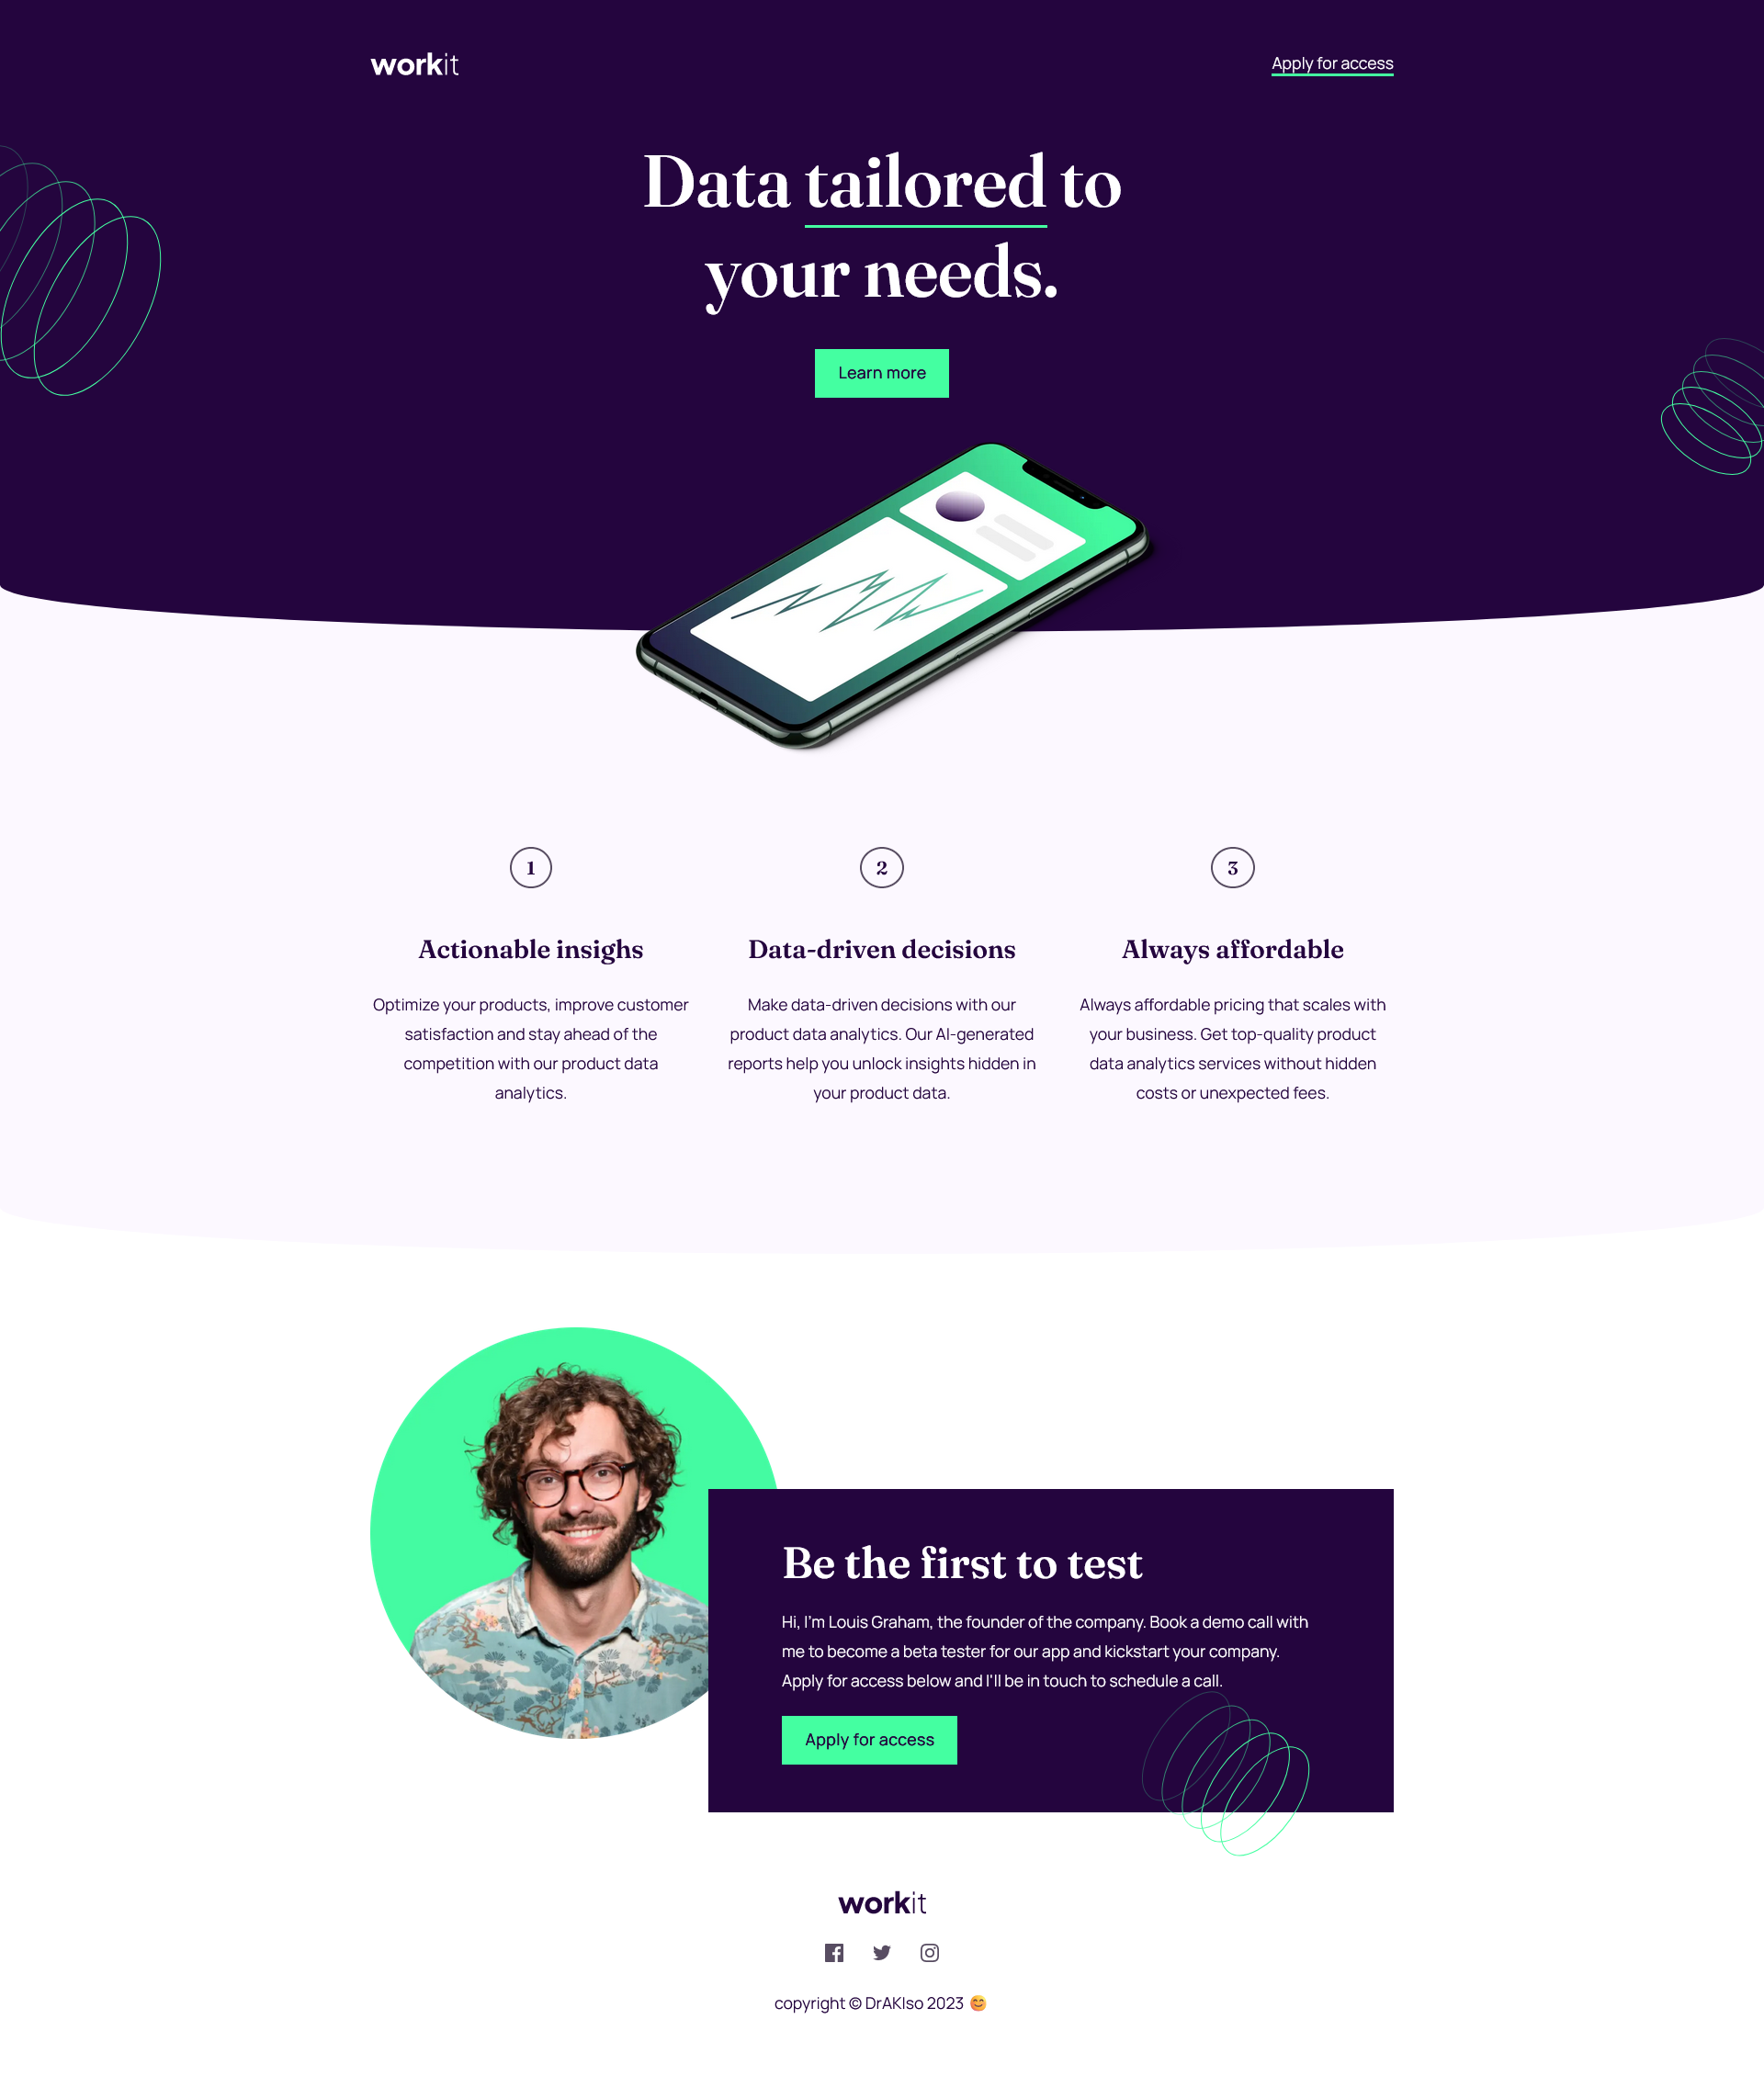 workit
Apply for access
Data tailored to
your needs.
Learn more
1
Actionable insighs
Optimize your products, improve customer
satisfaction and stay ahead of the
competition with our product data
analytics.
2
Data-driven decisions
Make data-driven decisions with our
product data analytics. Our AI-generated
reports help you unlock insights hidden in
your product data.
3
Always affordable
Always affordable pricing that scales with
your business. Get top-quality product
data analytics services without hidden
costs or unexpected fees.
Be the first to test
Hi, I'm Louis Graham, the founder of the company. Book a demo call with
me to become a beta tester for our app and kickstart your company.
Apply for access below and I'll be in touch to schedule a call.
Apply for access
workit
copyright © DrAKIso 2023 😊